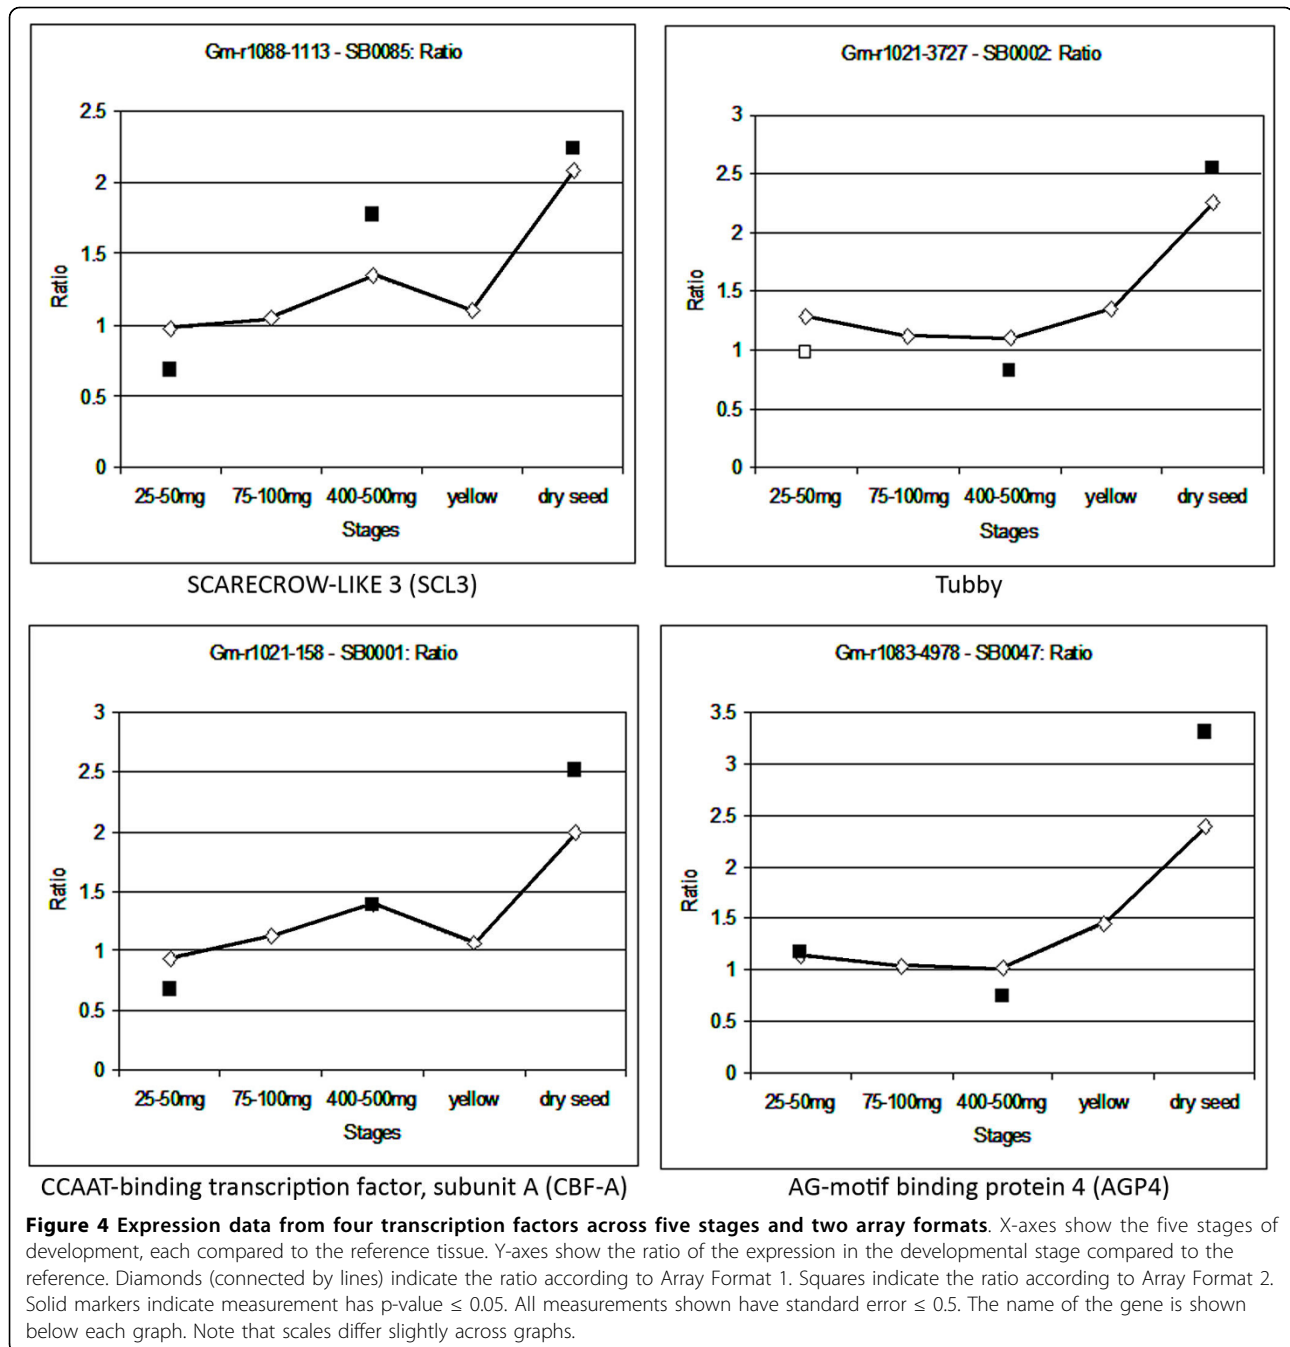 Gm-r1088-1113 - SB0085: Ratio
2.5
2
1.5
1
0.5
0
Ratio
25-50mg 75-100mg 400-500mg yellow dry seed
Stages
SCARECROW-LIKE 3 (SCL3)
Gm-r1021-3727 - SB0002: Ratio
3
2.5
2
1.5
1
0.5
0
Ratio
25-50mg 75-100mg 400-500mg yellow dry seed
Stages
Tubby
Gm-r1021-158 - SB0001: Ratio
3
2.5
2
1.5
1
0.5
0
Ratio
25-50mg 75-100mg 400-500mg yellow dry seed
Stages
CCAAT-binding transcription factor, subunit A (CBF-A)
Gm-r1083-4978 - SB0047: Ratio
3.5
3
2.5
2
1.5
1
0.5
0
Ratio
25-50mg 75-100mg 400-500mg yellow dry seed
Stages
AG-motif binding protein 4 (AGP4)
Figure 4 Expression data from four transcription factors across five stages and two array formats. X-axes show the five stages of
development, each compared to the reference tissue. Y-axes show the ratio of the expression in the developmental stage compared to the
reference. Diamonds (connected by lines) indicate the ratio according to Array Format 1. Squares indicate the ratio according to Array Format 2.
Solid markers indicate measurement has p-value ≤ 0.05. All measurements shown have standard error ≤ 0.5. The name of the gene is shown
below each graph. Note that scales differ slightly across graphs.